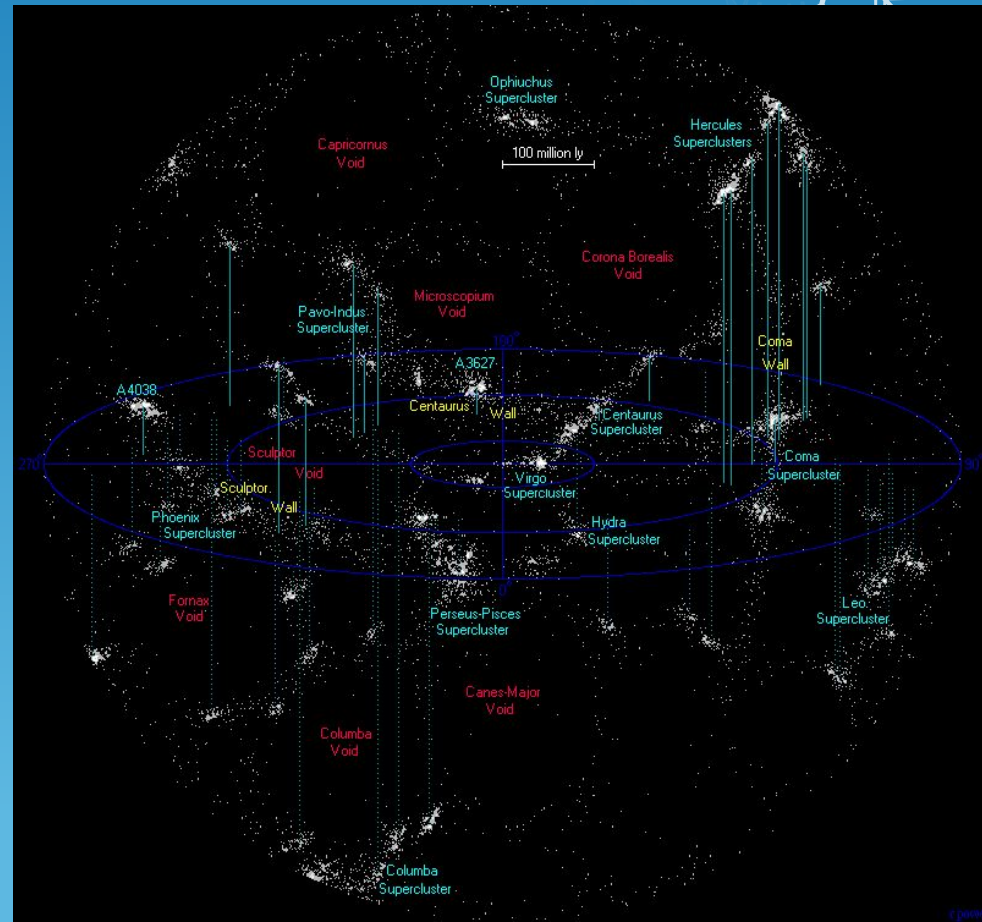 Ophiuchus
Supercluster
Hercules
Superclusters
Capricornus
Void
100 million ly
Corona Borealis
Void
Microscopium
Void
Pavo-Indus
Supercluster
180°
Coma
Wall
A3627
A4038
Centaurus Wall
Centaurus
Supercluster
Sculptor
Void
270°
90°
Coma
Supercluster
Virgo
Supercluster
Sculptor
Wall
Phoenix
Supercluster
Hydra
Supercluster
0°
Perseus-Pisces
Supercluster
Fornax
Void
Leo
Supercluster
Canes-Major
Void
Columba
Void
Columba
Supercluster